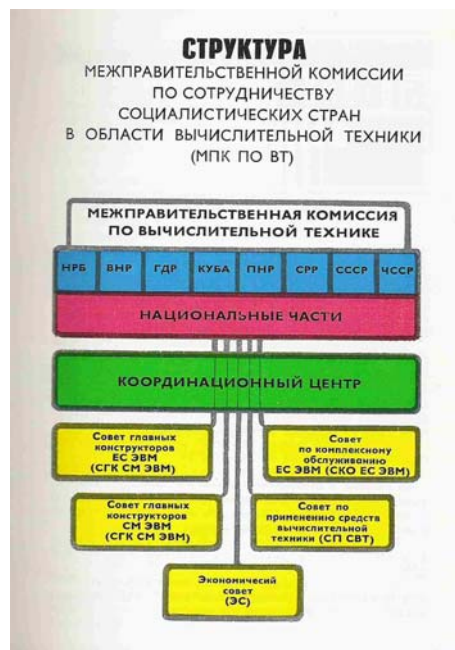 СТРУКТУРА
МЕЖПРАВИТЕЛЬСТВЕННОЙ КОМИССИИ
ПО СОТРУДНИЧЕСТВУ
СОЦИАЛИСТИЧЕСКИХ СТРАН
В ОБЛАСТИ ВЫЧИСЛИТЕЛЬНОЙ ТЕХНИКИ
(МПК ПО ВТ)
МЕЖПРАВИТЕЛЬСТВЕННАЯ КОМИССИЯ
ПО ВЫЧИСЛИТЕЛЬНОЙ ТЕХНИКЕ
НРБ ВНР ГДР КУБА ПНР СРР СССР ЧССР
НАЦИОНАЛЬНЫЕ ЧАСТИ
КООРДИНАЦИОННЫЙ ЦЕНТР
Совет главных
конструкторов
ЕС ЭВМ
(СГК СМ ЭВМ)
Совет
по комплексному
обслуживанию
ЕС ЭВМ (СКО ЕС ЭВМ)
Совет главных
конструкторов
СМ ЭВМ
(СГК СМ ЭВМ)
Совет по
применению средств
вычислительной
техники (СП СВТ)
Экономичесий
совет
(ЭС)